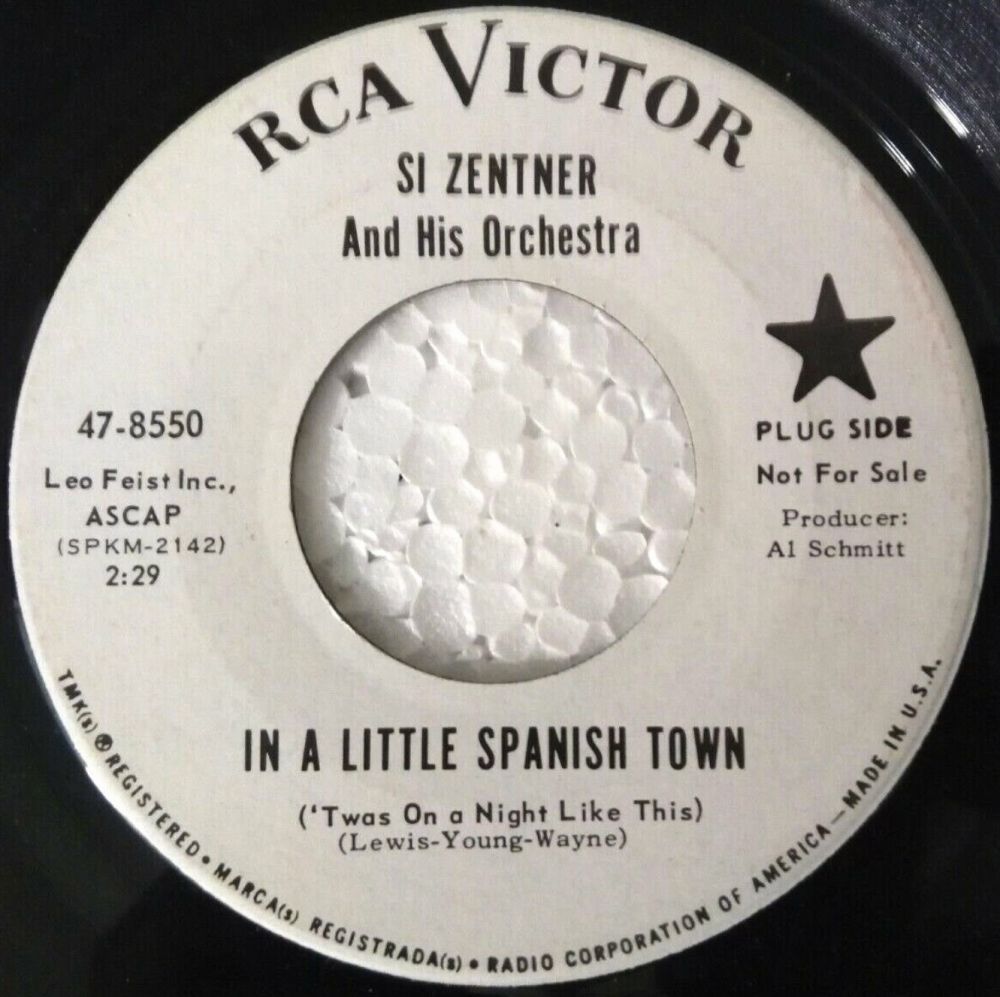 RCA VICTOR
SI ZENTNER
And His Orchestra
47-8550
Leo Feist Inc.,
ASCAP
(SPKM-2142)
2:29
PLUG SIDE
Not For Sale
Producer:
Al Schmitt
IN A LITTLE SPANISH TOWN
('Twas On a Night Like This)
(Lewis-Young-Wayne)
TMK(s) ® REGISTERED • MARCA(s) REGISTRADA(s) • RADIO CORPORATION OF AMERICA — MADE IN U.S.A.